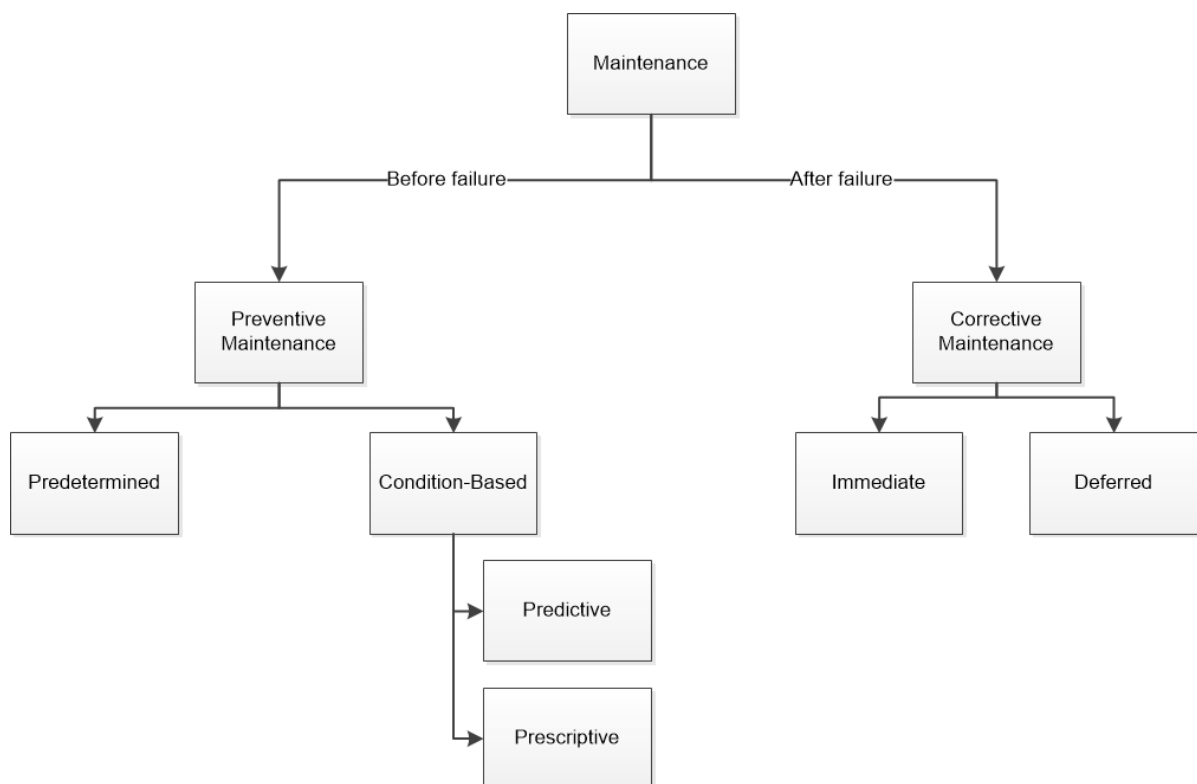 Maintenance
Before failure
After failure
Preventive
Maintenance
Corrective
Maintenance
Predetermined
Condition-Based
Immediate
Deferred
Predictive
Prescriptive